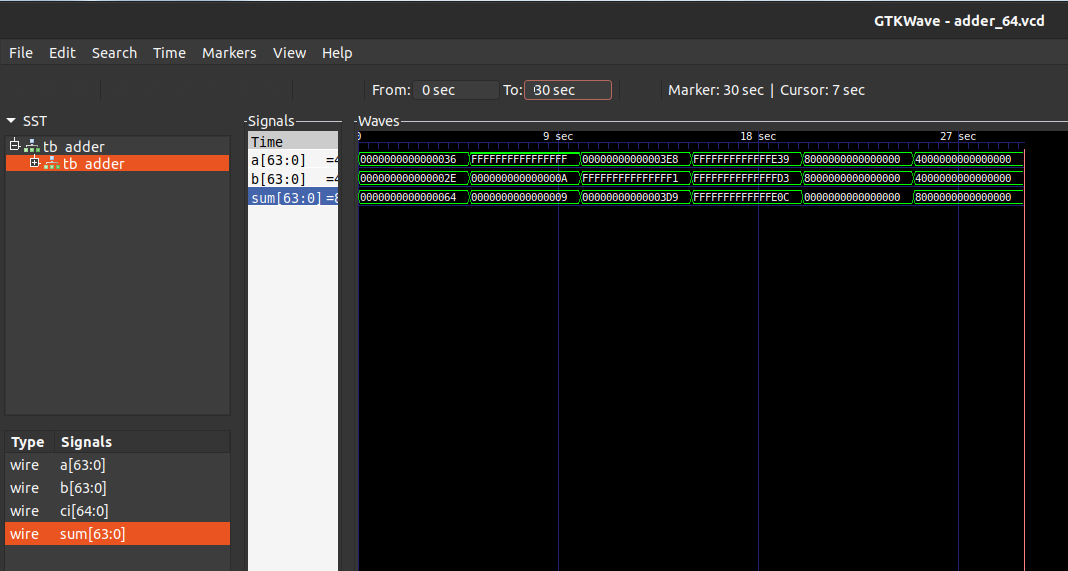 GTKWave - adder_64.vcd
File Edit Search Time Markers View Help
From: 0 sec To: 30 sec Marker: 30 sec | Cursor: 7 sec
SST
tb_adder
tb_adder
Type Signals
wire a[63:0]
wire b[63:0]
wire ci[64:0]
wire sum[63:0]
Signals
Time
a[63:0] =4
b[63:0] =4
sum[63:0] =8
Waves
0 9 sec 18 sec 27 sec
0000000000000036 FFFFFFFFFFFFFFFF 00000000000003E8 FFFFFFFFFFFFFE39 8000000000000000 4000000000000000
000000000000002E 000000000000000A FFFFFFFFFFFFFFF1 FFFFFFFFFFFFFFD3 8000000000000000 4000000000000000
0000000000000064 0000000000000009 00000000000003D9 FFFFFFFFFFFFFE0C 0000000000000000 8000000000000000